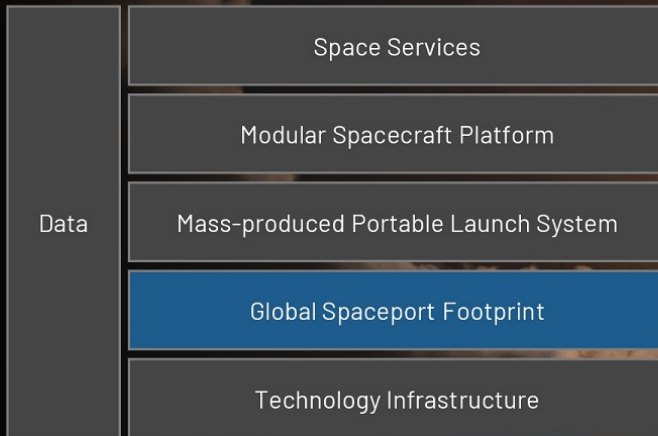 Space Services
Modular Spacecraft Platform
Data
Mass-produced Portable Launch System
Global Spaceport Footprint
Technology Infrastructure